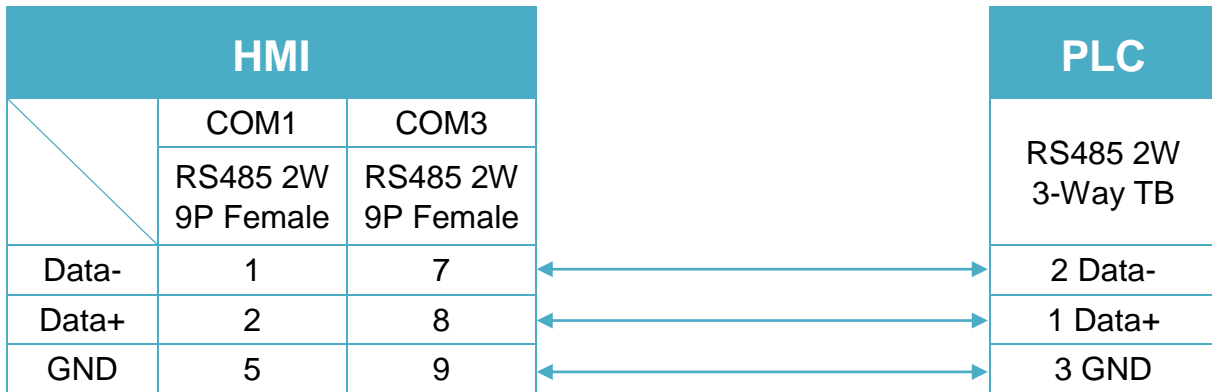 HMI
PLC
COM1 COM3
RS485 2W
9P Female
RS485 2W
9P Female
RS485 2W
3-Way TB
Data- 1 7 2 Data-
Data+ 2 8 1 Data+
GND 5 9 3 GND